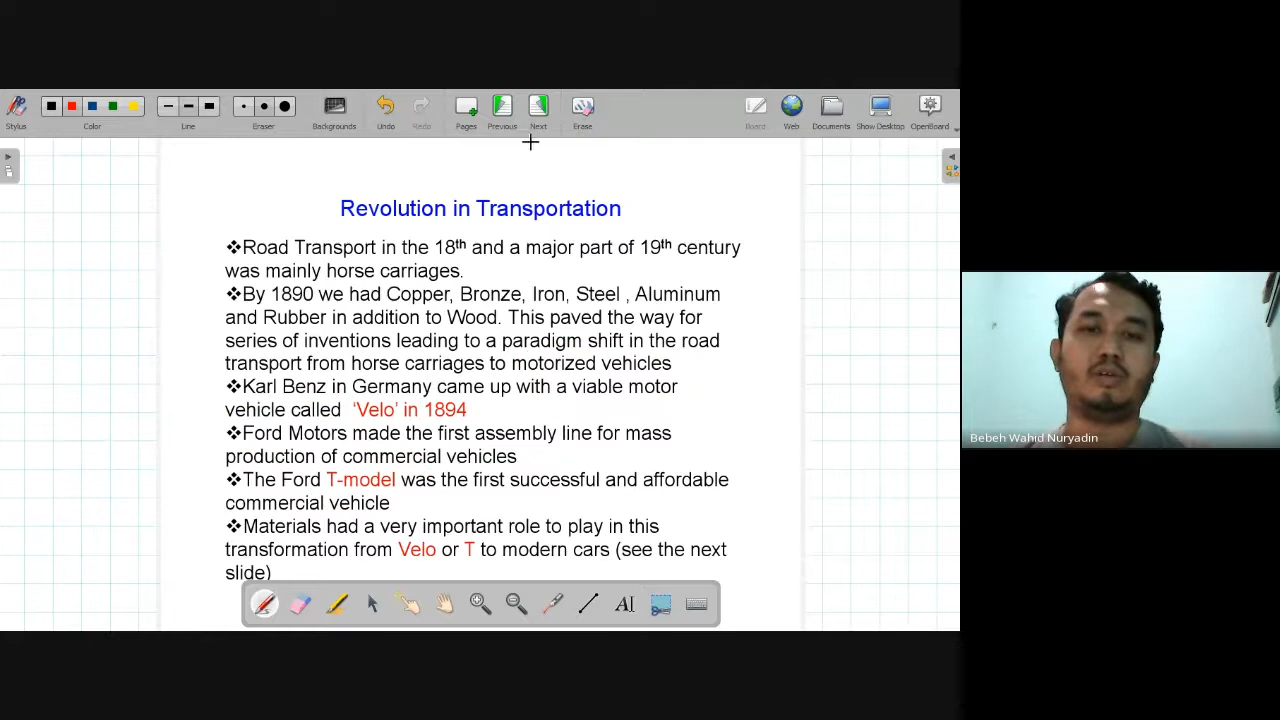 Stylus
Color
Line
Eraser
Backgrounds
Undo
Redo
Pages
Previous
Next
Erase
Board
Web
Documents
Show Desktop
OpenBoard
Revolution in Transportation
❖Road Transport in the 18th and a major part of 19th century
was mainly horse carriages.
❖By 1890 we had Copper, Bronze, Iron, Steel , Aluminum
and Rubber in addition to Wood. This paved the way for
series of inventions leading to a paradigm shift in the road
transport from horse carriages to motorized vehicles
❖Karl Benz in Germany came up with a viable motor
vehicle called ‘Velo’ in 1894
❖Ford Motors made the first assembly line for mass
production of commercial vehicles
❖The Ford T-model was the first successful and affordable
commercial vehicle
❖Materials had a very important role to play in this
transformation from Velo or T to modern cars (see the next
slide)
AI
Bebeh Wahid Nuryadin